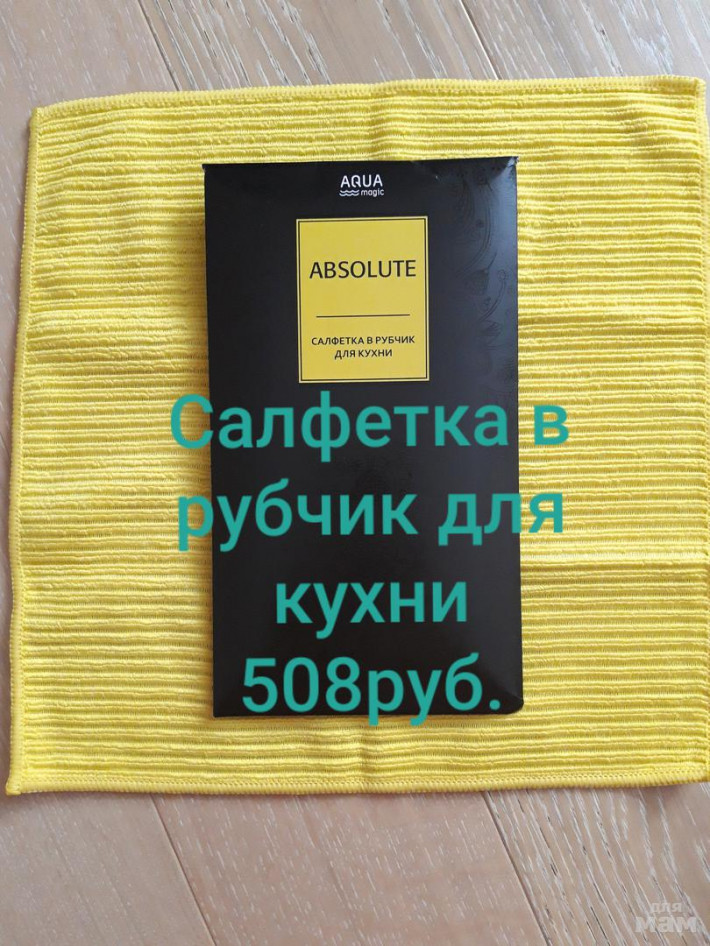 AQUA
magic
ABSOLUTE
САЛФЕТКА В РУБЧИК
ДЛЯ КУХНИ
Салфетка в
рубчик для
кухни
508руб.
для
мам